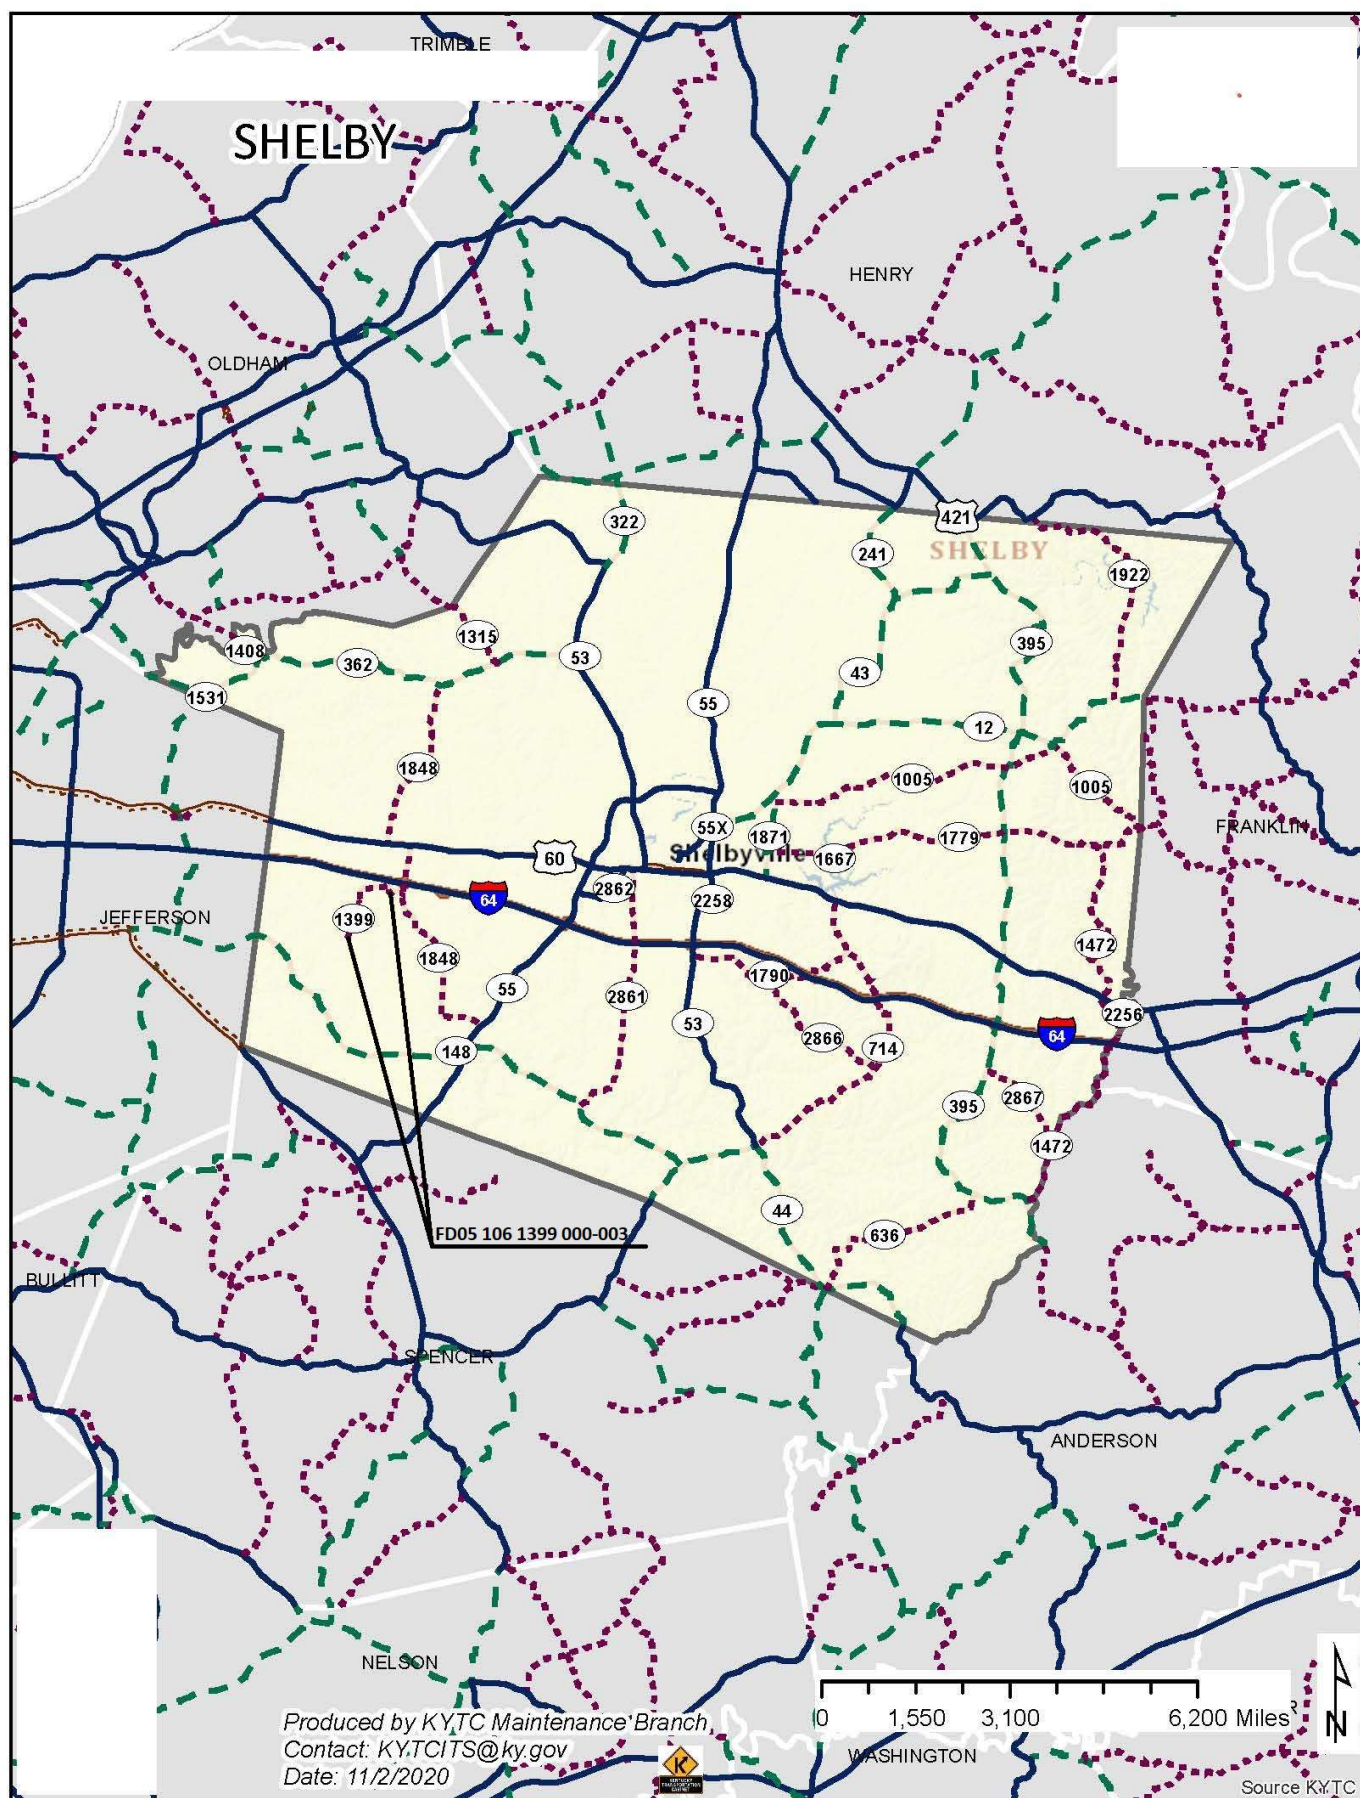 TRIMBLE
SHELBY
HENRY
OLDHAM
421
322
241
SHELBY
1922
1315
395
1408
53
362
43
1531
55
12
1848
1005
1005
55X
1871
1779
FRANKLIN
60
Shelbyville
1667
2862
64
2258
JEFFERSON
1399
1472
1848
1790
55
2861
2256
53
2866
64
714
148
2867
395
1472
44
FD05 106 1399 000-003
636
BULLITT
SPENCER
ANDERSON
NELSON
0 1,550 3,100 6,200 Miles
N
Produced by KYTC Maintenance Branch
Contact: KYTCITS@ky.gov
Date: 11/2/2020
WASHINGTON
Source KYTC